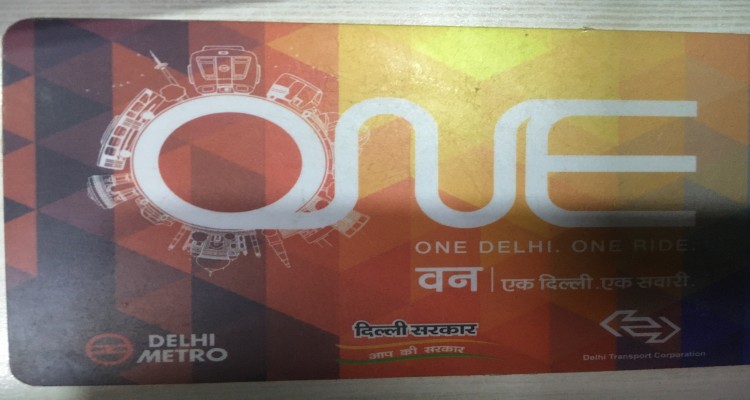 ONE
ONE DELHI. ONE RIDE.
वन | एक दिल्ली.एक सवारी.
DELHI
METRO
दिल्ली सरकार
आप की सरकार
Delhi Transport Corporation